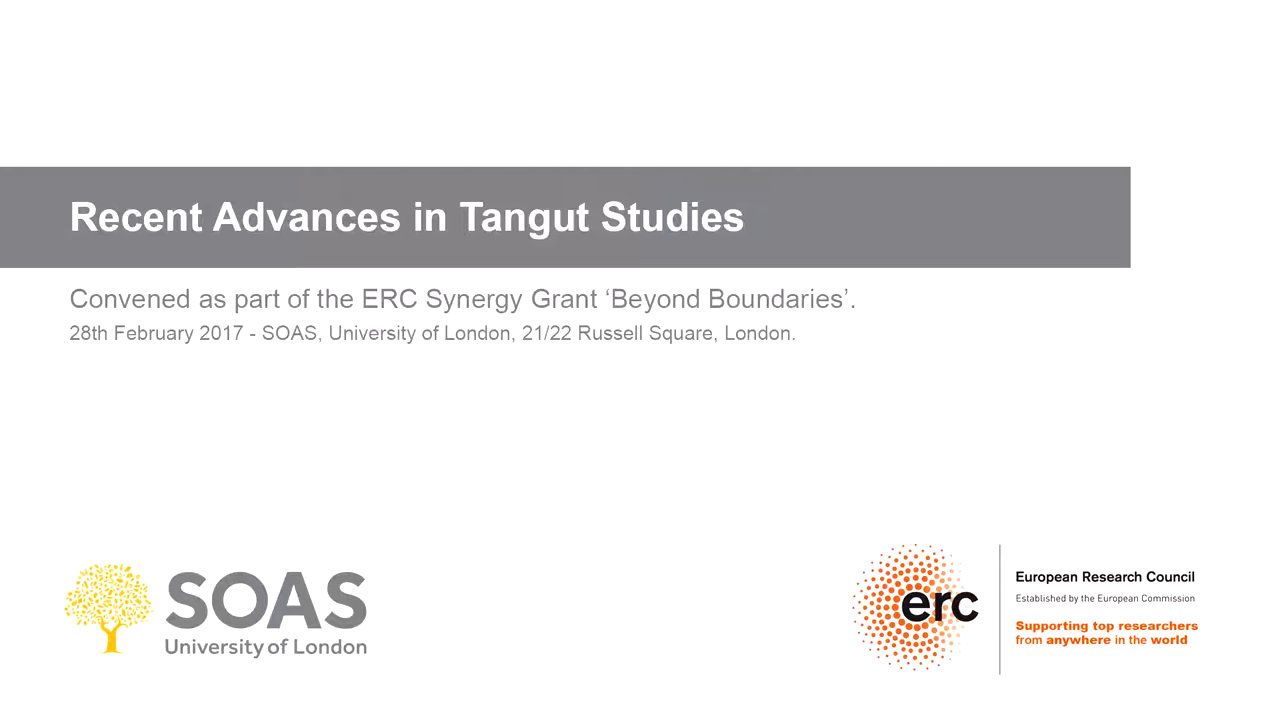 Recent Advances in Tangut Studies
Convened as part of the ERC Synergy Grant ‘Beyond Boundaries’.
28th February 2017 - SOAS, University of London, 21/22 Russell Square, London.
SOAS
University of London
erc
European Research Council
Established by the European Commission
Supporting top researchers
from anywhere in the world